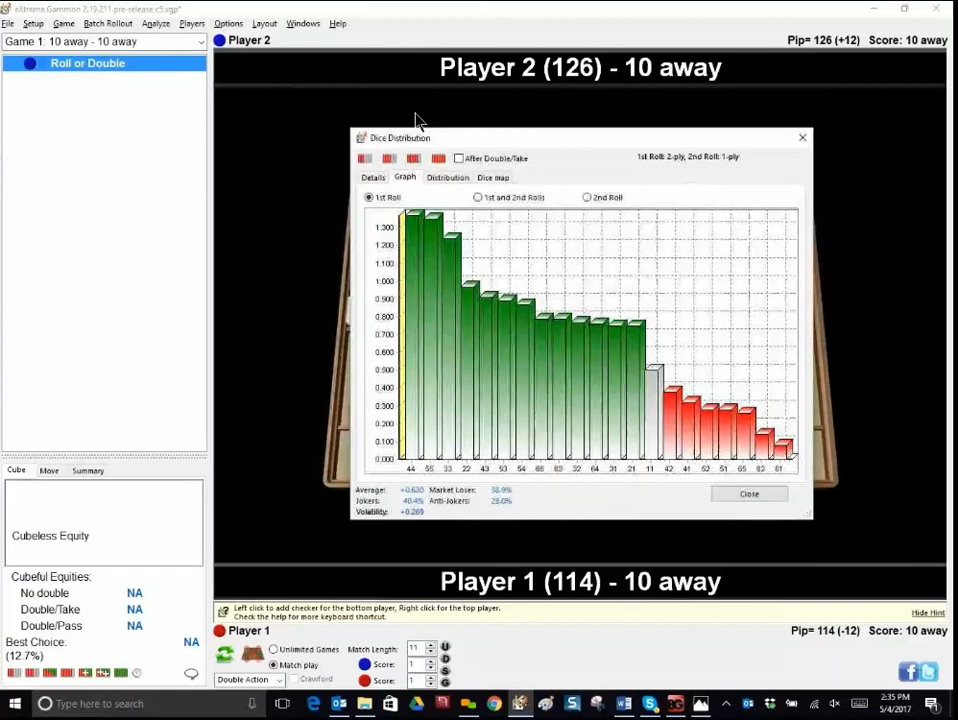 eXtreme Gammon 2.19.211.pre-release.c5.xgp*
File Setup Game Batch Rollout Analyze Players Options Layout Windows Help
Game 1: 10 away - 10 away
Player 2
Pip= 126 (+12) Score: 10 away
Roll or Double
Player 2 (126) - 10 away
Dice Distribution
After Double/Take
1st Roll: 2-ply, 2nd Roll: 1-ply
Details Graph Distribution Dice map
1st Roll 1st and 2nd Rolls 2nd Roll
1.300
1.200
1.100
1.000
0.900
0.800
0.700
0.600
0.500
0.400
0.300
0.200
0.100
0.000
44 55 33 22 43 53 54 66 63 32 64 31 21 11 42 41 52 51 65 62 61
Average: +0.630 Market Loser: 38.9%
Jokers: 40.4% Anti-Jokers: 25.0%
Volatility: +0.269
Close
Cube Move Summary
Cubeless Equity
Cubeful Equities:
No double NA
Double/Take NA
Double/Pass NA
Best Choice: NA
(12.7%)
Player 1 (114) - 10 away
Left click to add checker for the bottom player, Right click for the top player.
Check the help for more keyboard shortcut.
Hide Hint
Player 1
Pip= 114 (-12) Score: 10 away
Unlimited Games Match Length: 11
Match play Score: 1
Double Action Crawford Score: 1
U
D
S
G
Type here to search
2:35 PM
5/4/2017